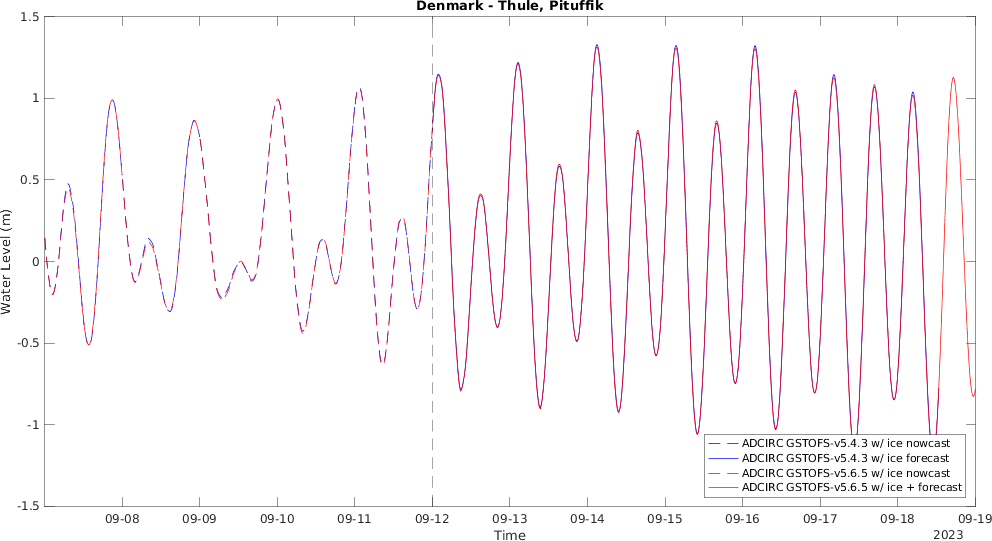 Denmark - Thule, Pituffik
1.5
1
0.5
0
-0.5
-1
-1.5
Water Level (m)
ADCIRC GSTOFS-v5.4.3 w/ ice nowcast
ADCIRC GSTOFS-v5.4.3 w/ ice forecast
ADCIRC GSTOFS-v5.6.5 w/ ice nowcast
ADCIRC GSTOFS-v5.6.5 w/ ice + forecast
09-08 09-09 09-10 09-11 09-12 09-13 09-14 09-15 09-16 09-17 09-18 09-19
Time
2023